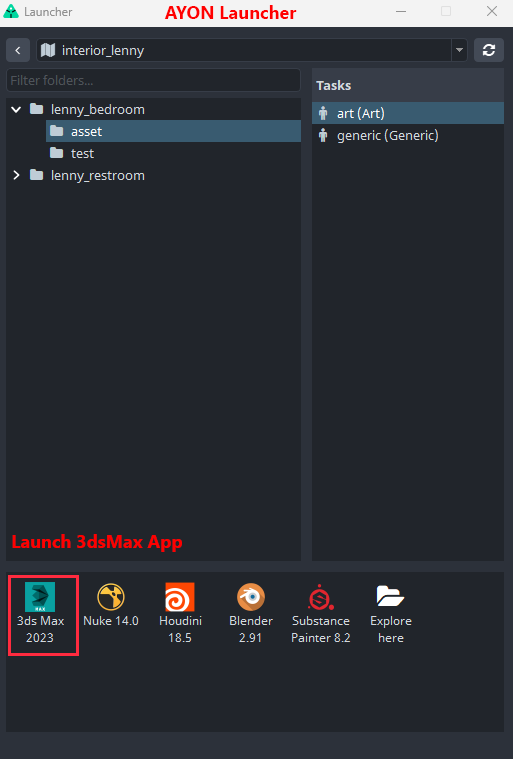 Launcher
AYON Launcher
interior_lenny
Filter folders...
lenny_bedroom
asset
test
lenny_restroom
Tasks
art (Art)
generic (Generic)
Launch 3dsMax App
MAX
3ds Max
2023
Nuke 14.0
Houdini
18.5
Blender
2.91
Substance
Painter 8.2
Explore
here